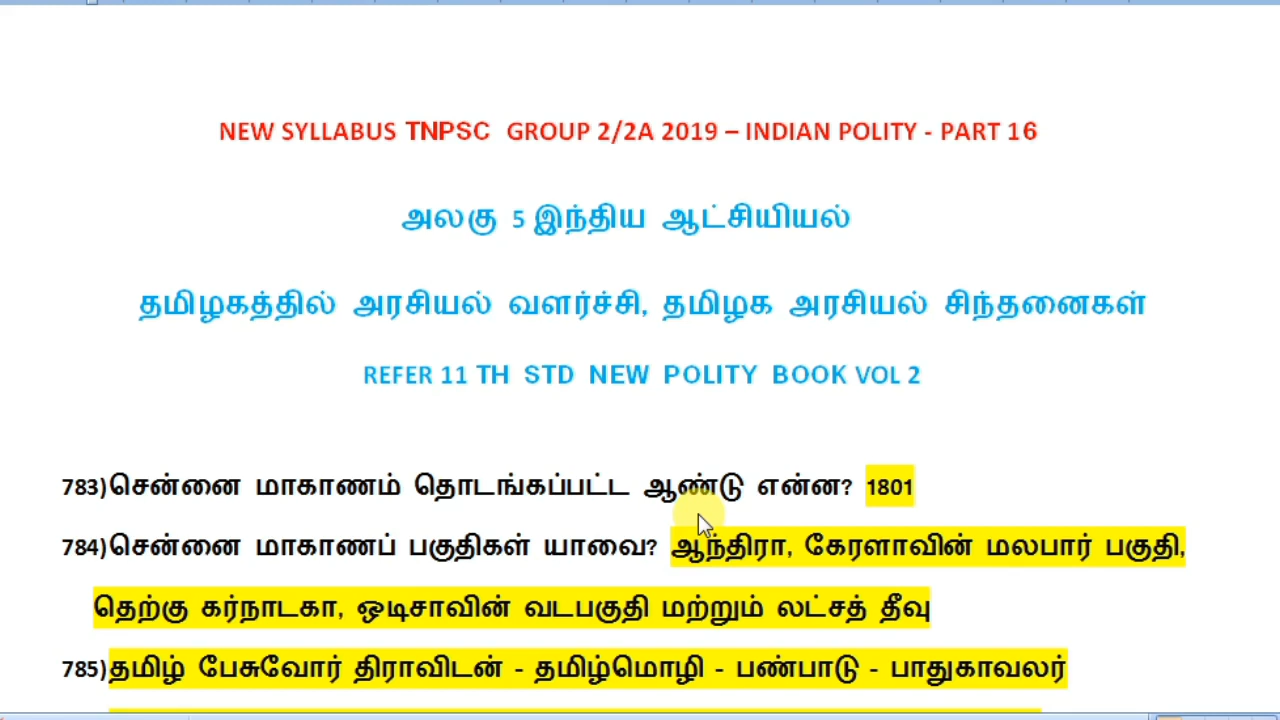 NEW SYLLABUS TNPSC GROUP 2/2A 2019 – INDIAN POLITY - PART 16
அலகு 5 இந்திய ஆட்சியியல்
தமிழகத்தில் அரசியல் வளர்ச்சி, தமிழக அரசியல் சிந்தனைகள்
REFER 11 TH STD NEW POLITY BOOK VOL 2
783)சென்னை மாகாணம் தொடங்கப்பட்ட ஆண்டு என்ன? 1801
784)சென்னை மாகாணப் பகுதிகள் யாவை? ஆந்திரா, கேரளாவின் மலபார் பகுதி,
தெற்கு கர்நாடகா, ஒடிசாவின் வடபகுதி மற்றும் லட்சத் தீவு
785)தமிழ் பேசுவோர் திராவிடன் - தமிழ்மொழி - பண்பாடு - பாதுகாவலர்